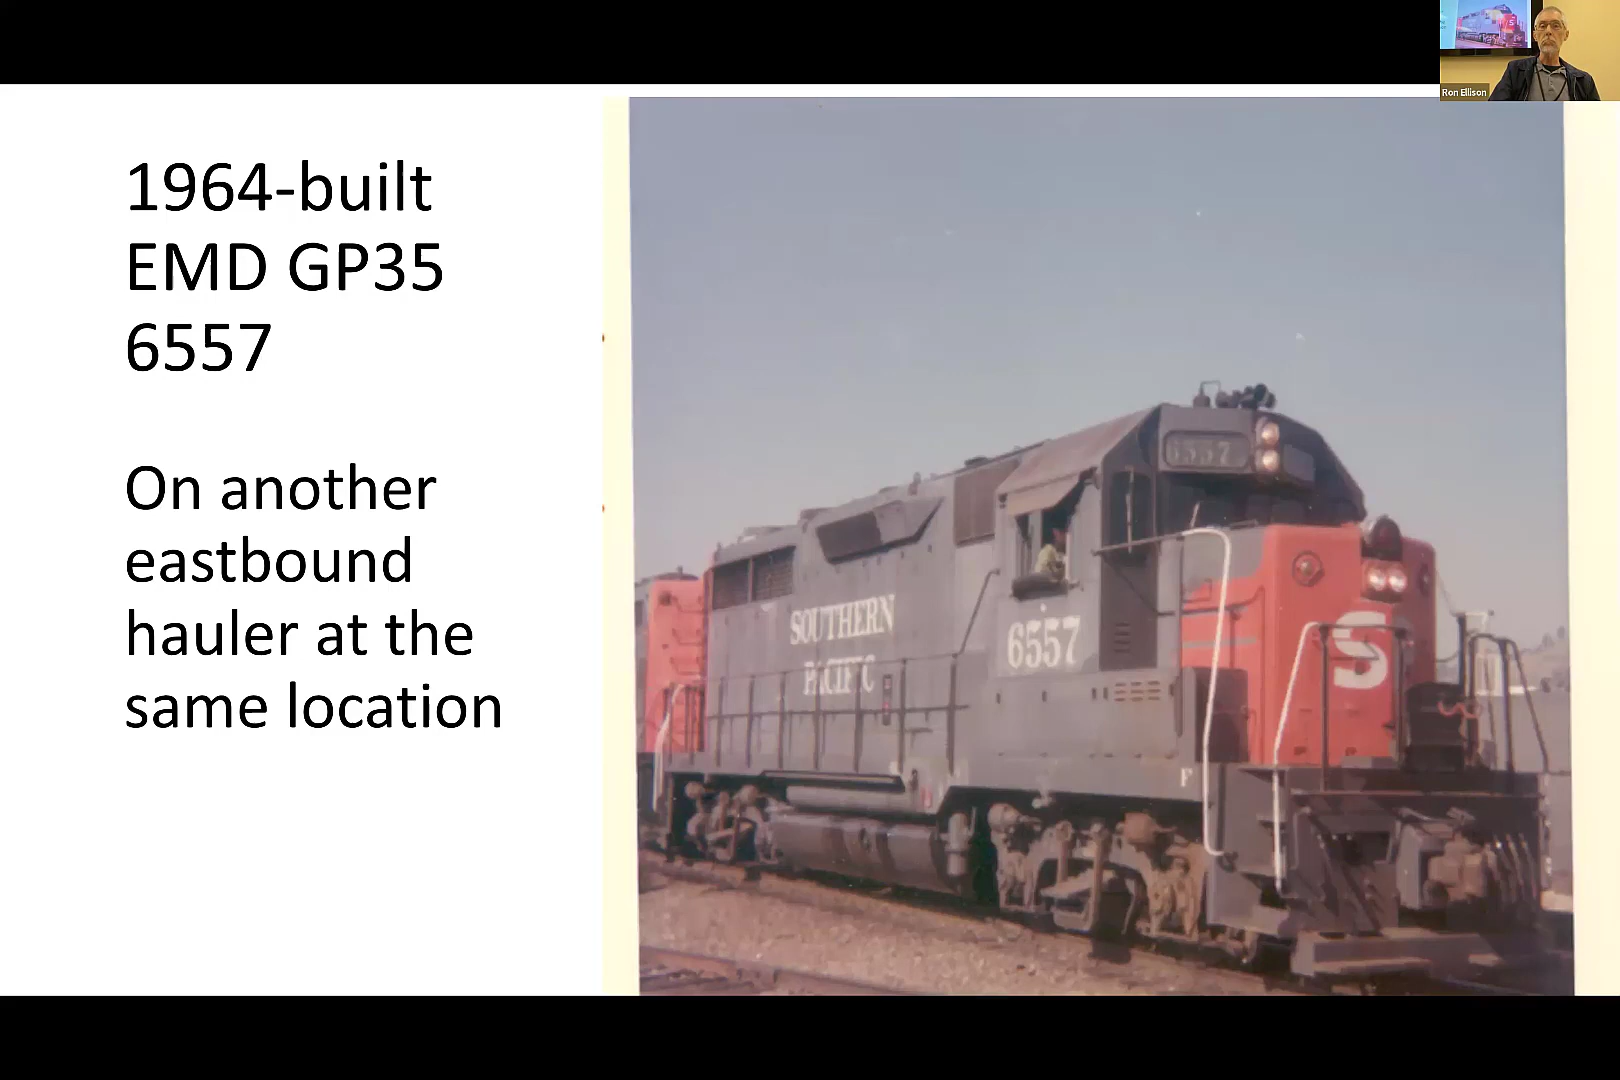 Ron Ellison
1964-built
EMD GP35
6557
On another
eastbound
hauler at the
same location
6557
SOUTHERN
PACIFIC
6557
S
F